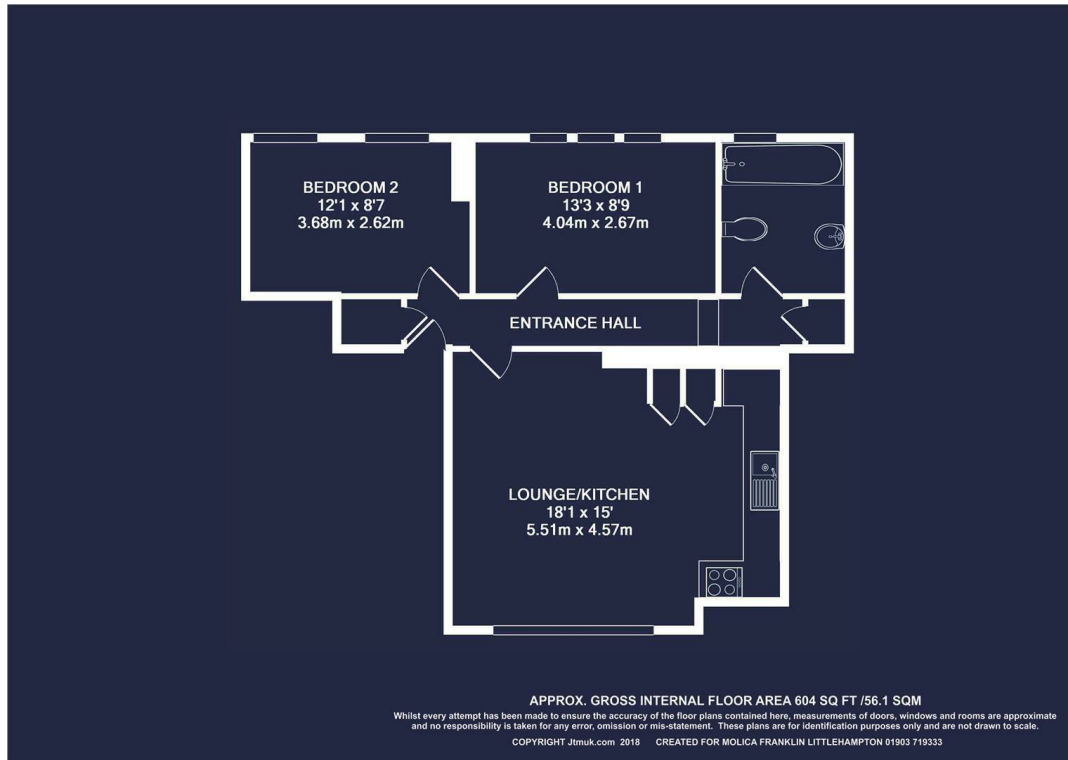 BEDROOM 2
12'1 x 8'7
3.68m x 2.62m
BEDROOM 1
13'3 x 8'9
4.04m x 2.67m
ENTRANCE HALL
LOUNGE/KITCHEN
18'1 x 15'
5.51m x 4.57m
APPROX. GROSS INTERNAL FLOOR AREA 604 SQ FT /56.1 SQM
Whilst every attempt has been made to ensure the accuracy of the floor plans contained here, measurements of doors, windows and rooms are approximate
and no responsibility is taken for any error, omission or mis-statement. These plans are for identification purposes only and are not drawn to scale.
COPYRIGHT Jtmuk.com 2018 CREATED FOR MOLICA FRANKLIN LITTLEHAMPTON 01903 719333